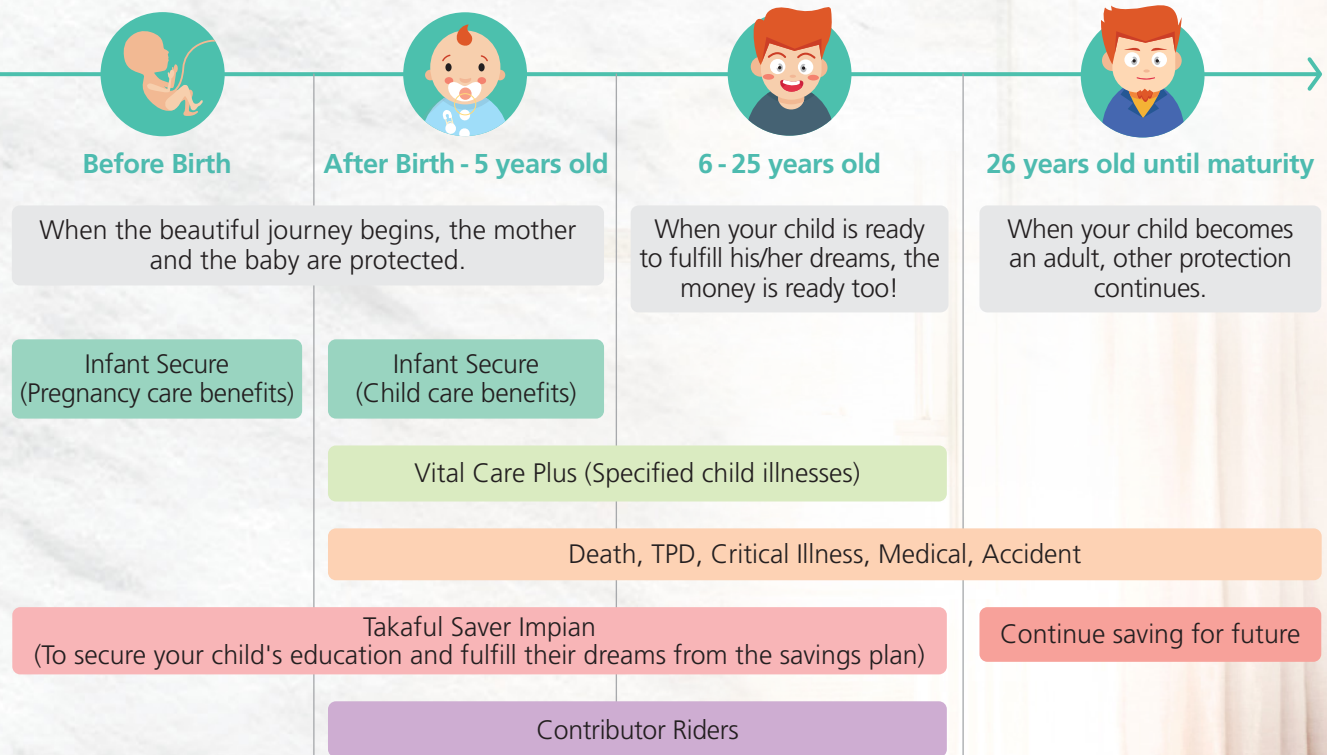 Before Birth
After Birth - 5 years old
6 - 25 years old
26 years old until maturity
When the beautiful journey begins, the mother
and the baby are protected.
When your child is ready
to fulfill his/her dreams, the
money is ready too!
When your child becomes
an adult, other protection
continues.
Infant Secure
(Pregnancy care benefits)
Infant Secure
(Child care benefits)
Vital Care Plus (Specified child illnesses)
Death, TPD, Critical Illness, Medical, Accident
Takaful Saver Impian
(To secure your child's education and fulfill their dreams from the savings plan)
Continue saving for future
Contributor Riders